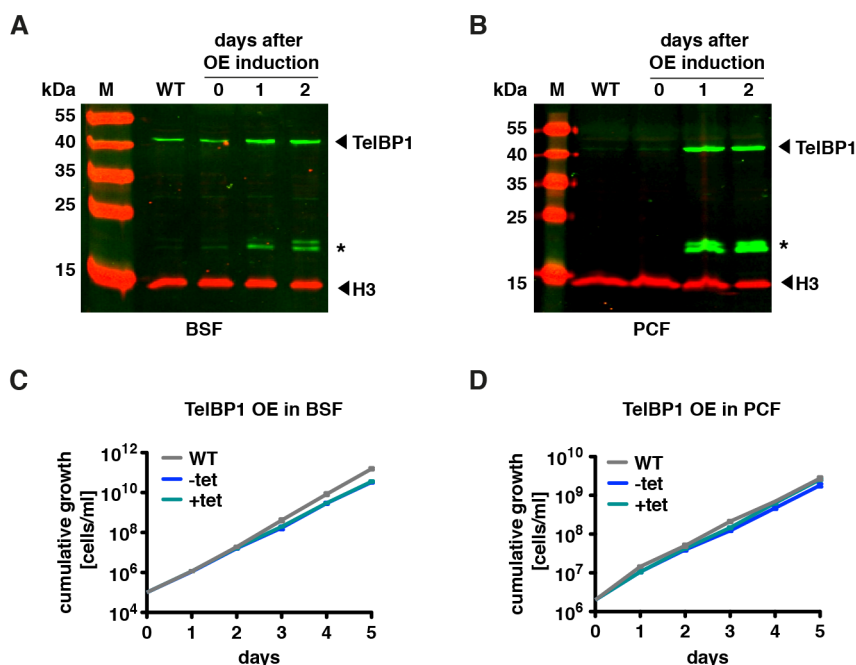 A
days after
OE induction
kDa M WT 0 1 2
55
40
35
25
15
TelBP1
*
H3
BSF
B
days after
OE induction
kDa M WT 0 1 2
55
40
35
25
15
TelBP1
*
H3
PCF
C
TelBP1 OE in BSF
cumulative growth
[cells/ml]
10¹²
10¹⁰
10⁸
10⁶
10⁴
WT
-tet
+tet
0 1 2 3 4 5
days
D
TelBP1 OE in PCF
cumulative growth
[cells/ml]
10¹⁰
10⁹
10⁸
10⁷
10⁶
WT
-tet
+tet
0 1 2 3 4 5
days